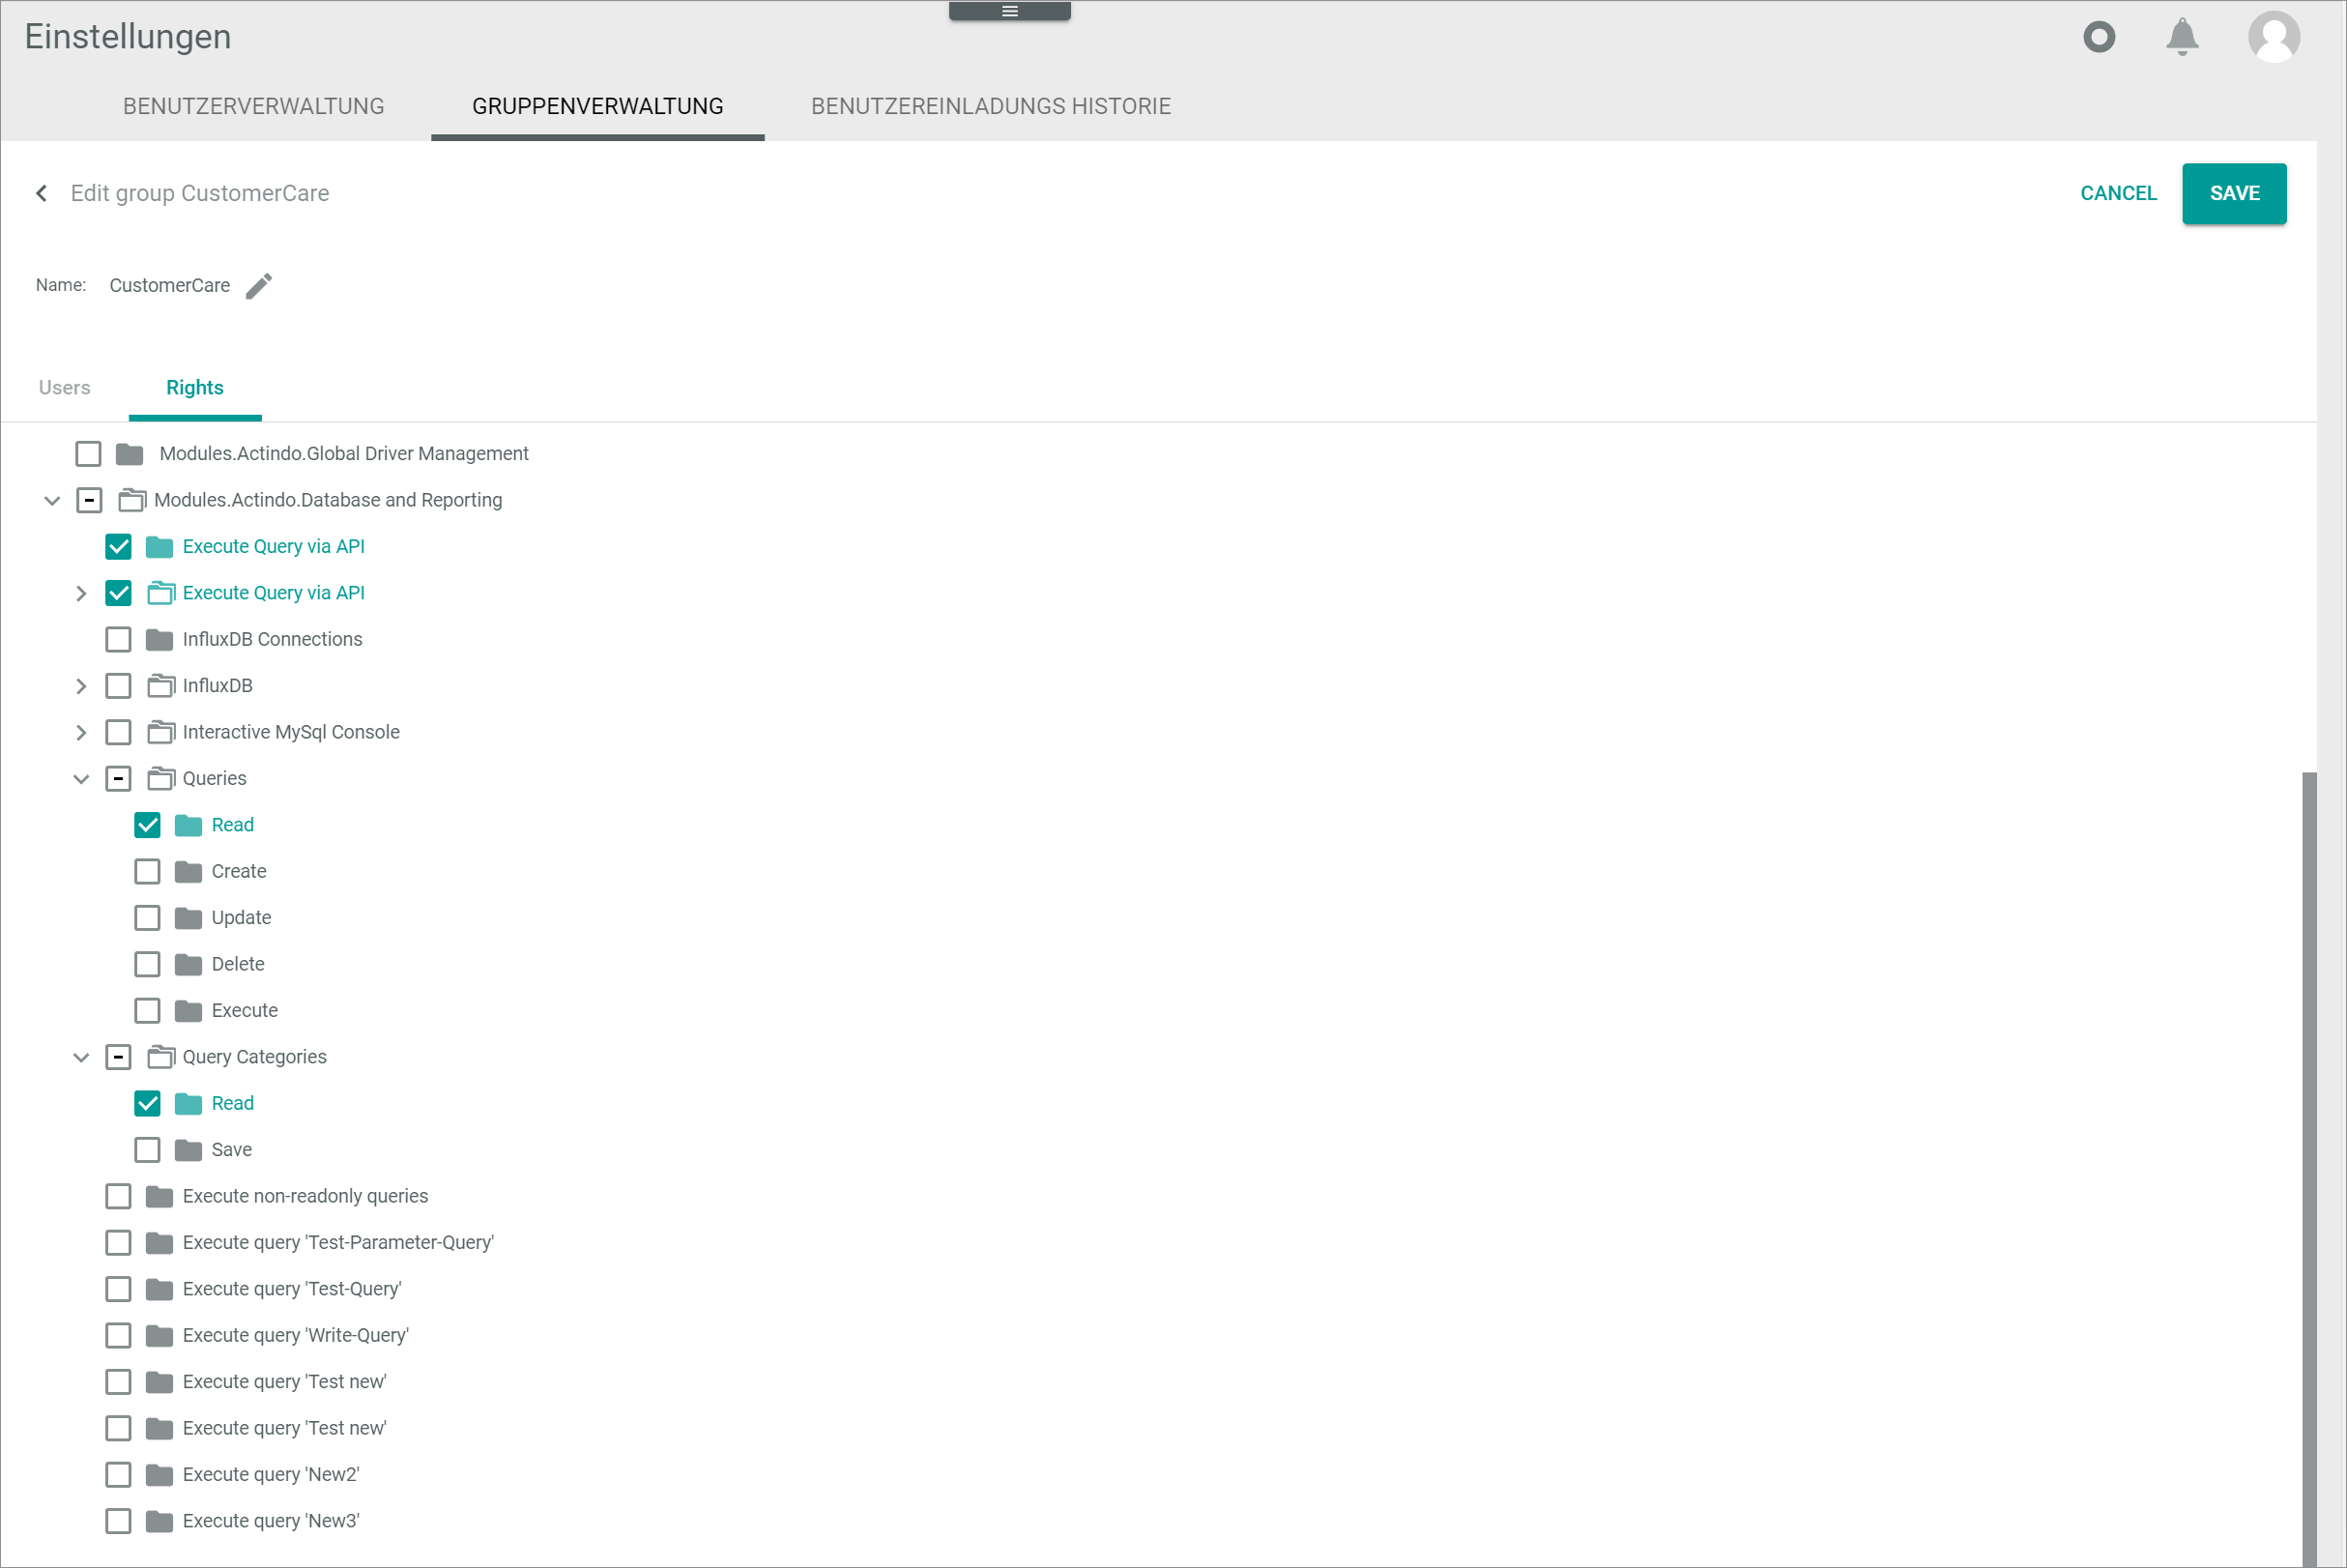 Einstellungen
BENUTZERVERWALTUNG GRUPPENVERWALTUNG BENUTZEREINLADUNGS HISTORIE
Edit group CustomerCare CANCEL SAVE
Name: CustomerCare
Users Rights
Modules.Actindo.Global Driver Management
Modules.Actindo.Database and Reporting
Execute Query via API
Execute Query via API
InfluxDB Connections
InfluxDB
Interactive MySql Console
Queries
Read
Create
Update
Delete
Execute
Query Categories
Read
Save
Execute non-readonly queries
Execute query 'Test-Parameter-Query'
Execute query 'Test-Query'
Execute query 'Write-Query'
Execute query 'Test new'
Execute query 'Test new'
Execute query 'New2'
Execute query 'New3'